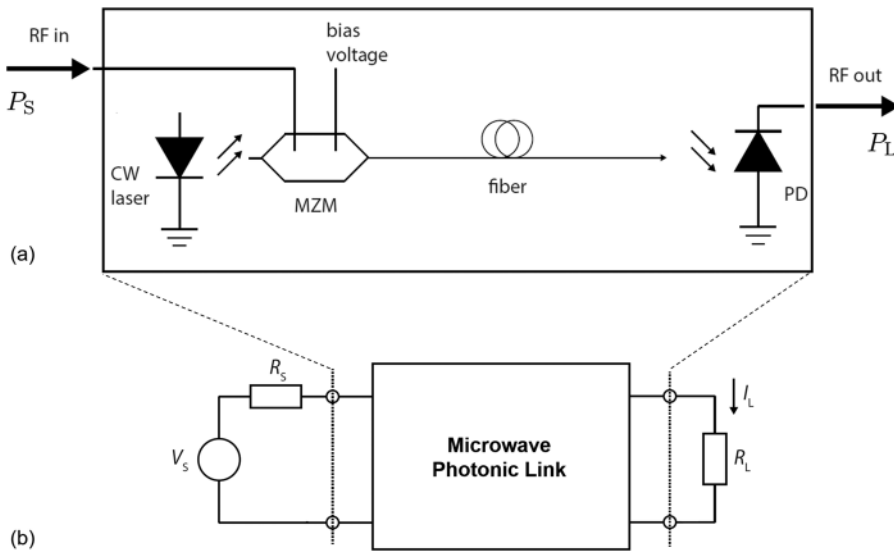 RF in
bias
voltage
RF out
P_S
P_L
CW
laser
MZM
fiber
PD
(a)
R_S
I_L
V_S
Microwave
Photonic Link
R_L
(b)